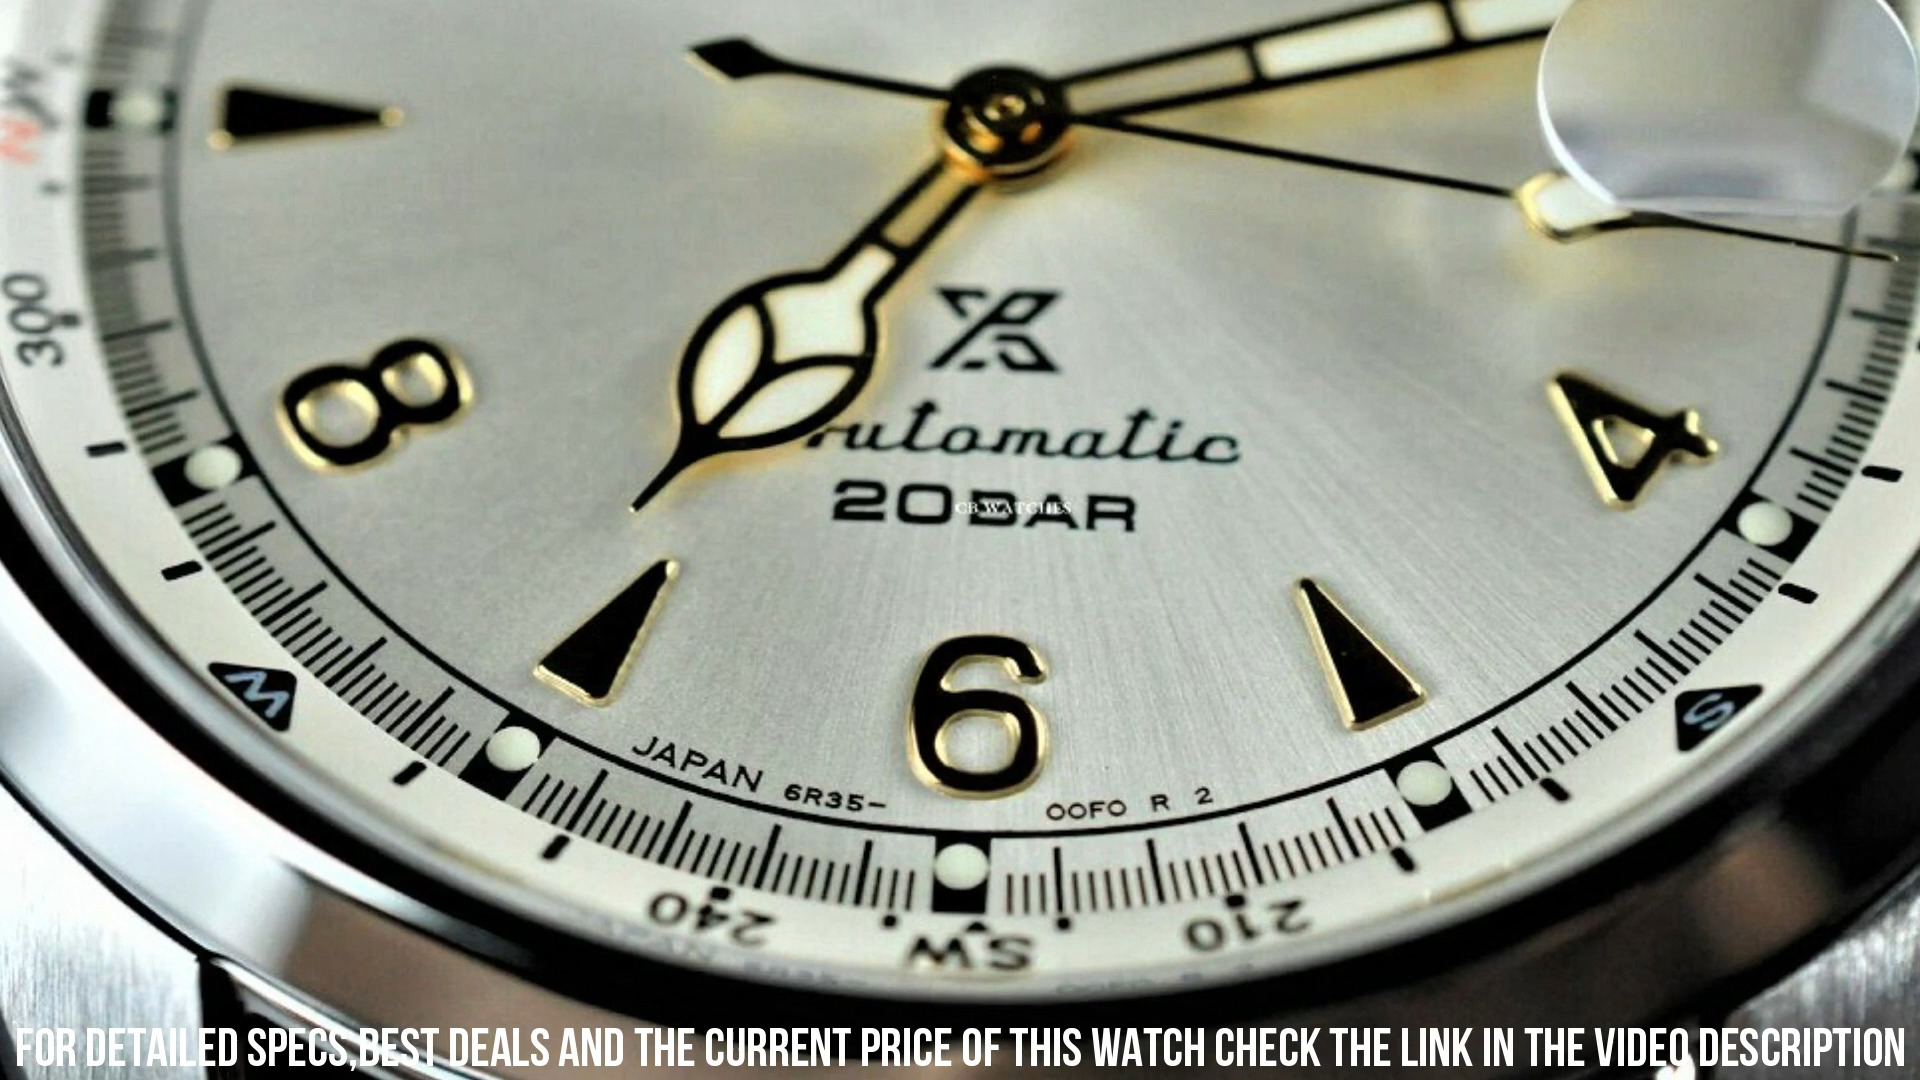 N
300
8
4
Automatic
20BAR
CB WATCHES
6
W
S
JAPAN 6R35-
00F0 R 2
240
SW
210
FOR DETAILED SPECS,BEST DEALS AND THE CURRENT PRICE OF THIS WATCH CHECK THE LINK IN THE VIDEO DESCRIPTION